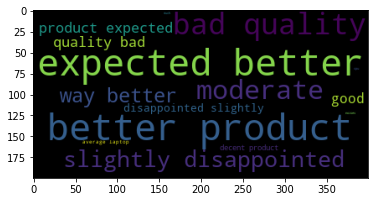 0
25
50
75
100
125
150
175
0 50 100 150 200 250 300 350
product expected
bad quality
quality bad
expected better
way better
moderate
good
disappointed slightly
better product
averaga laptop
decent product
slightly disappointed